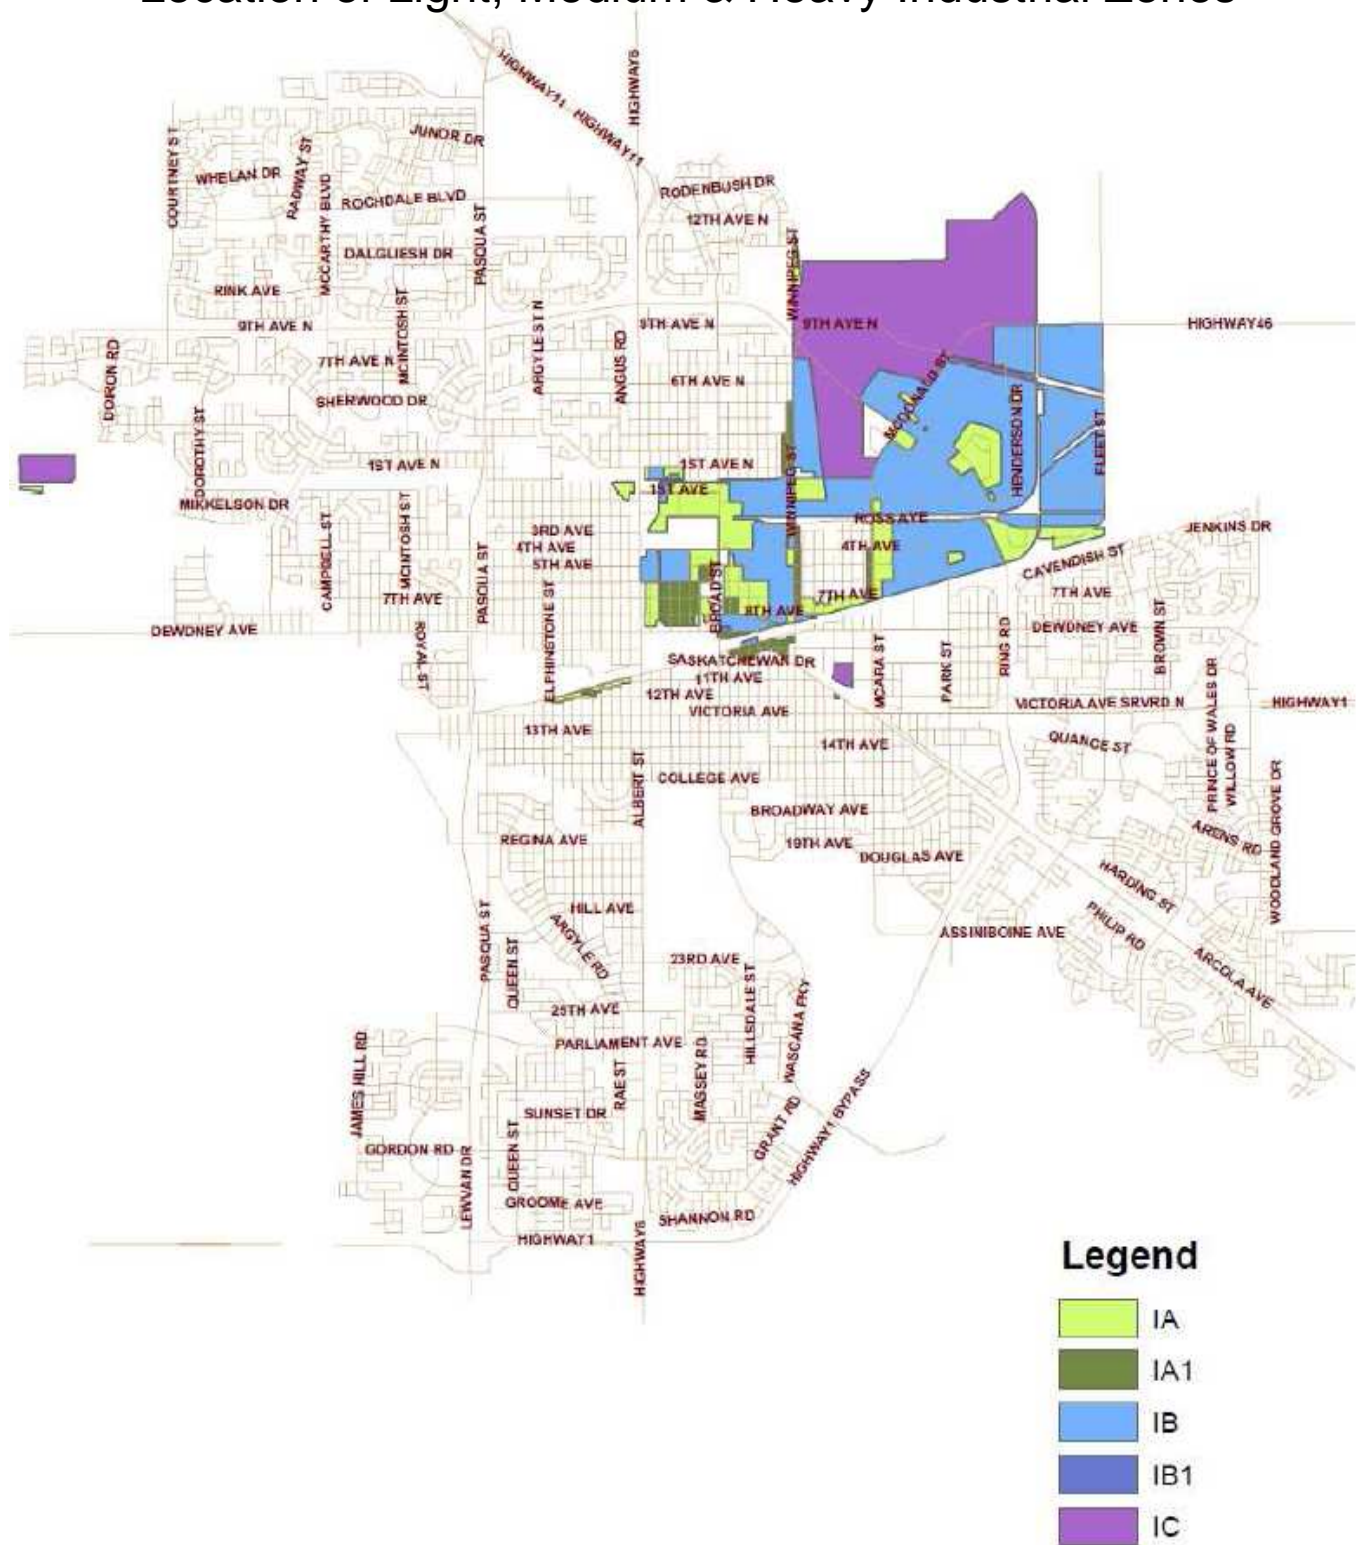 Location of Light, Medium & Heavy Industrial Zones
HIGHWAY11
HIGHWAY11
HIGHWAY6
JUNOR DR
COURTNEY ST
WHELAN DR
RADWAY ST
MCCARTHY BLVD
ROCHDALE BLVD
PASQUA ST
RODENBUSH DR
12TH AVE N
WINNIPEG ST
DALGLIESH DR
RINK AVE
MCINTOSH ST
ARGYLE ST N
9TH AVE N
9TH AVE N
9TH AVE N
HIGHWAY46
DORON RD
7TH AVE N
ANGUS RD
6TH AVE N
SHERWOOD DR
MCDONALD ST
HENDERSON DR
FLEET ST
DOROTHY ST
1ST AVE N
1ST AVE N
WINNIPEG ST
1ST AVE
MIKKELSON DR
CAMPBELL ST
MCINTOSH ST
PASQUA ST
3RD AVE
4TH AVE
5TH AVE
ROSS AVE
4TH AVE
JENKINS DR
CAVENDISH ST
7TH AVE
ELPHINSTONE ST
BROAD ST
8TH AVE
7TH AVE
7TH AVE
DEWDNEY AVE
ROYAL ST
DEWDNEY AVE
BROWN ST
RING RD
PARK ST
MCARA ST
SASKATCHEWAN DR
11TH AVE
12TH AVE
VICTORIA AVE
VICTORIA AVE SRVRD N
HIGHWAY1
13TH AVE
14TH AVE
QUANCE ST
PRINCE OF WALES DR
WILLOW RD
WOODLAND GROVE DR
ALBERT ST
COLLEGE AVE
BROADWAY AVE
REGINA AVE
19TH AVE
DOUGLAS AVE
ARENS RD
HARDING ST
HILL AVE
ARGYLE RD
PASQUA ST
QUEEN ST
23RD AVE
HILLSDALE ST
WASCANA PKY
ASSINIBOINE AVE
PHILIP RD
ARCOLA AVE
25TH AVE
PARLIAMENT AVE
JAMES HILL RD
RAE ST
MASSEY RD
SUNSET DR
GRANT RD
HIGHWAY1 BYPASS
GORDON RD
LEWVAN DR
QUEEN ST
GROOME AVE
SHANNON RD
HIGHWAY1
HIGHWAY6
Legend
IA
IA1
IB
IB1
IC